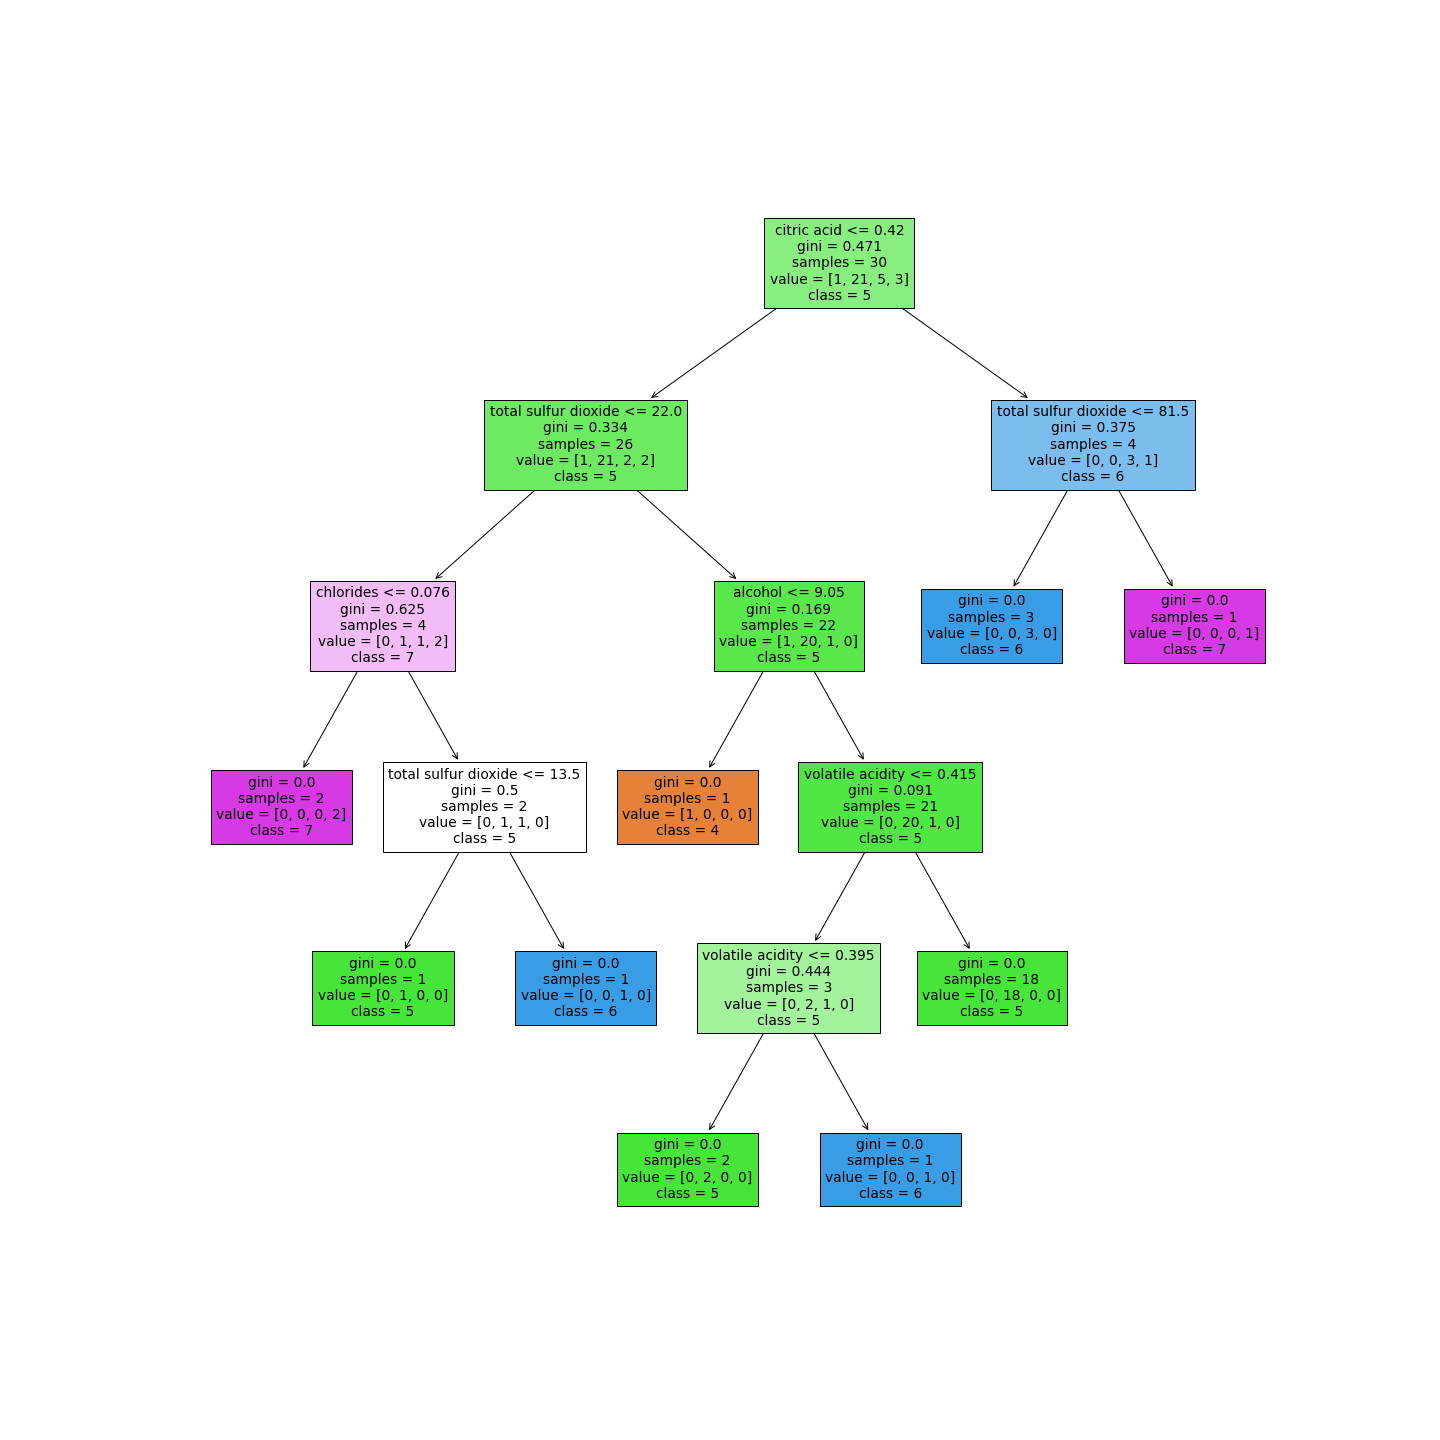 citric acid <= 0.42
gini = 0.471
samples = 30
value = [1, 21, 5, 3]
class = 5
total sulfur dioxide <= 22.0
gini = 0.334
samples = 26
value = [1, 21, 2, 2]
class = 5
total sulfur dioxide <= 81.5
gini = 0.375
samples = 4
value = [0, 0, 3, 1]
class = 6
chlorides <= 0.076
gini = 0.625
samples = 4
value = [0, 1, 1, 2]
class = 7
alcohol <= 9.05
gini = 0.169
samples = 22
value = [1, 20, 1, 0]
class = 5
gini = 0.0
samples = 3
value = [0, 0, 3, 0]
class = 6
gini = 0.0
samples = 1
value = [0, 0, 0, 1]
class = 7
gini = 0.0
samples = 2
value = [0, 0, 0, 2]
class = 7
total sulfur dioxide <= 13.5
gini = 0.5
samples = 2
value = [0, 1, 1, 0]
class = 5
gini = 0.0
samples = 1
value = [1, 0, 0, 0]
class = 4
volatile acidity <= 0.415
gini = 0.091
samples = 21
value = [0, 20, 1, 0]
class = 5
gini = 0.0
samples = 1
value = [0, 1, 0, 0]
class = 5
gini = 0.0
samples = 1
value = [0, 0, 1, 0]
class = 6
volatile acidity <= 0.395
gini = 0.444
samples = 3
value = [0, 2, 1, 0]
class = 5
gini = 0.0
samples = 18
value = [0, 18, 0, 0]
class = 5
gini = 0.0
samples = 2
value = [0, 2, 0, 0]
class = 5
gini = 0.0
samples = 1
value = [0, 0, 1, 0]
class = 6